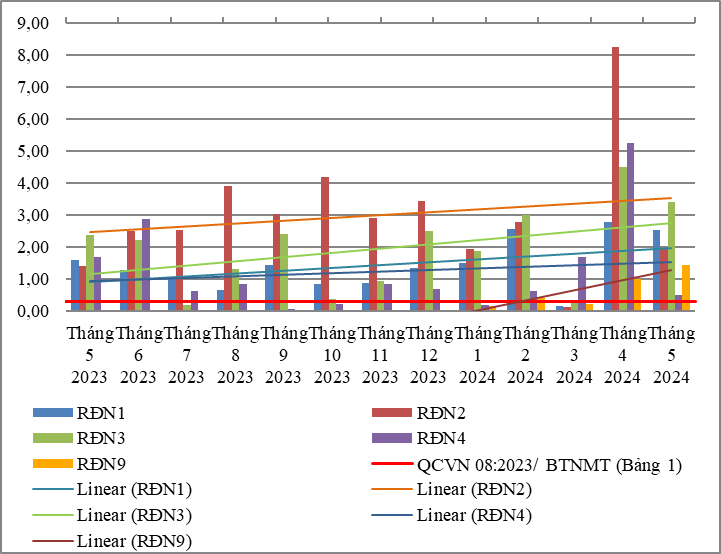 9,00
8,00
7,00
6,00
5,00
4,00
3,00
2,00
1,00
0,00
Tháng Tháng Tháng Tháng Tháng Tháng Tháng Tháng Tháng Tháng Tháng Tháng Tháng
5 6 7 8 9 10 11 12 1 2 3 4 5
2023 2023 2023 2023 2023 2023 2023 2023 2024 2024 2024 2024 2024
RĐN1 RĐN2
RĐN3 RĐN4
RĐN9 QCVN 08:2023/ BTNMT (Bảng 1)
Linear (RĐN1) Linear (RĐN2)
Linear (RĐN3) Linear (RĐN4)
Linear (RĐN9)